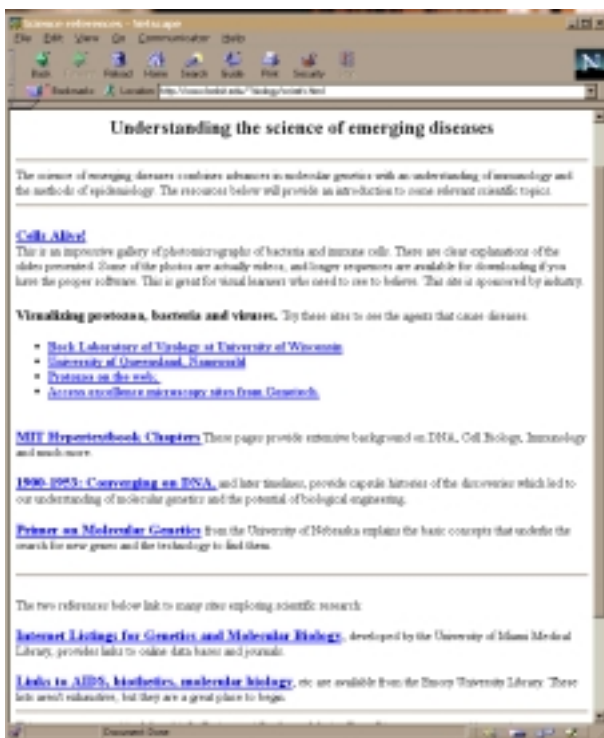 Science references - Netscape
File Edit View Go Communicator Help
Back Reload Home Search Guide Print Security
Bookmarks Location
Understanding the science of emerging diseases
The science of emerging diseases combines advances in molecular genetics with an understanding of immunology and
the methods of epidemiology. The resources below will provide an introduction to some relevant scientific topics.
Cells Alive!
This is an impressive gallery of photomicrographs of bacteria and immune cells. There are clear explanations of the
slides presented. Some of the photos are actually videos, and longer sequences are available for downloading if you
have the proper software. This is great for visual learners who need to see to believe. This site is sponsored by industry.
Visualizing protozoa, bacteria and viruses. Try these sites to see the agents that cause diseases:
Bock Laboratory of Virology at University of Wisconsin
University of Queensland, Nanoworld
Protozoa on the web.
Access excellence microscopy sites from Genetech.
MIT Hypertextbook Chapters These pages provide extensive background on DNA, Cell Biology, Immunology
and much more.
1900-1953: Converging on DNA, and later timelines, provide capsule histories of the discoveries which led to
our understanding of molecular genetics and the potential of biological engineering.
Primer on Molecular Genetics from the University of Nebraska explains the basic concepts that underlie the
search for new genes and the technology to find them.
The two references below link to many sites exploring scientific research:
Internet Listings for Genetics and Molecular Biology, developed by the University of Miami Medical
Library, provides links to online data bases and journals.
Links to AIDS, bioethics, molecular biology, etc are available from the Emory University Library. These
lists aren't exhaustive, but they are a great place to begin.
Document: Done